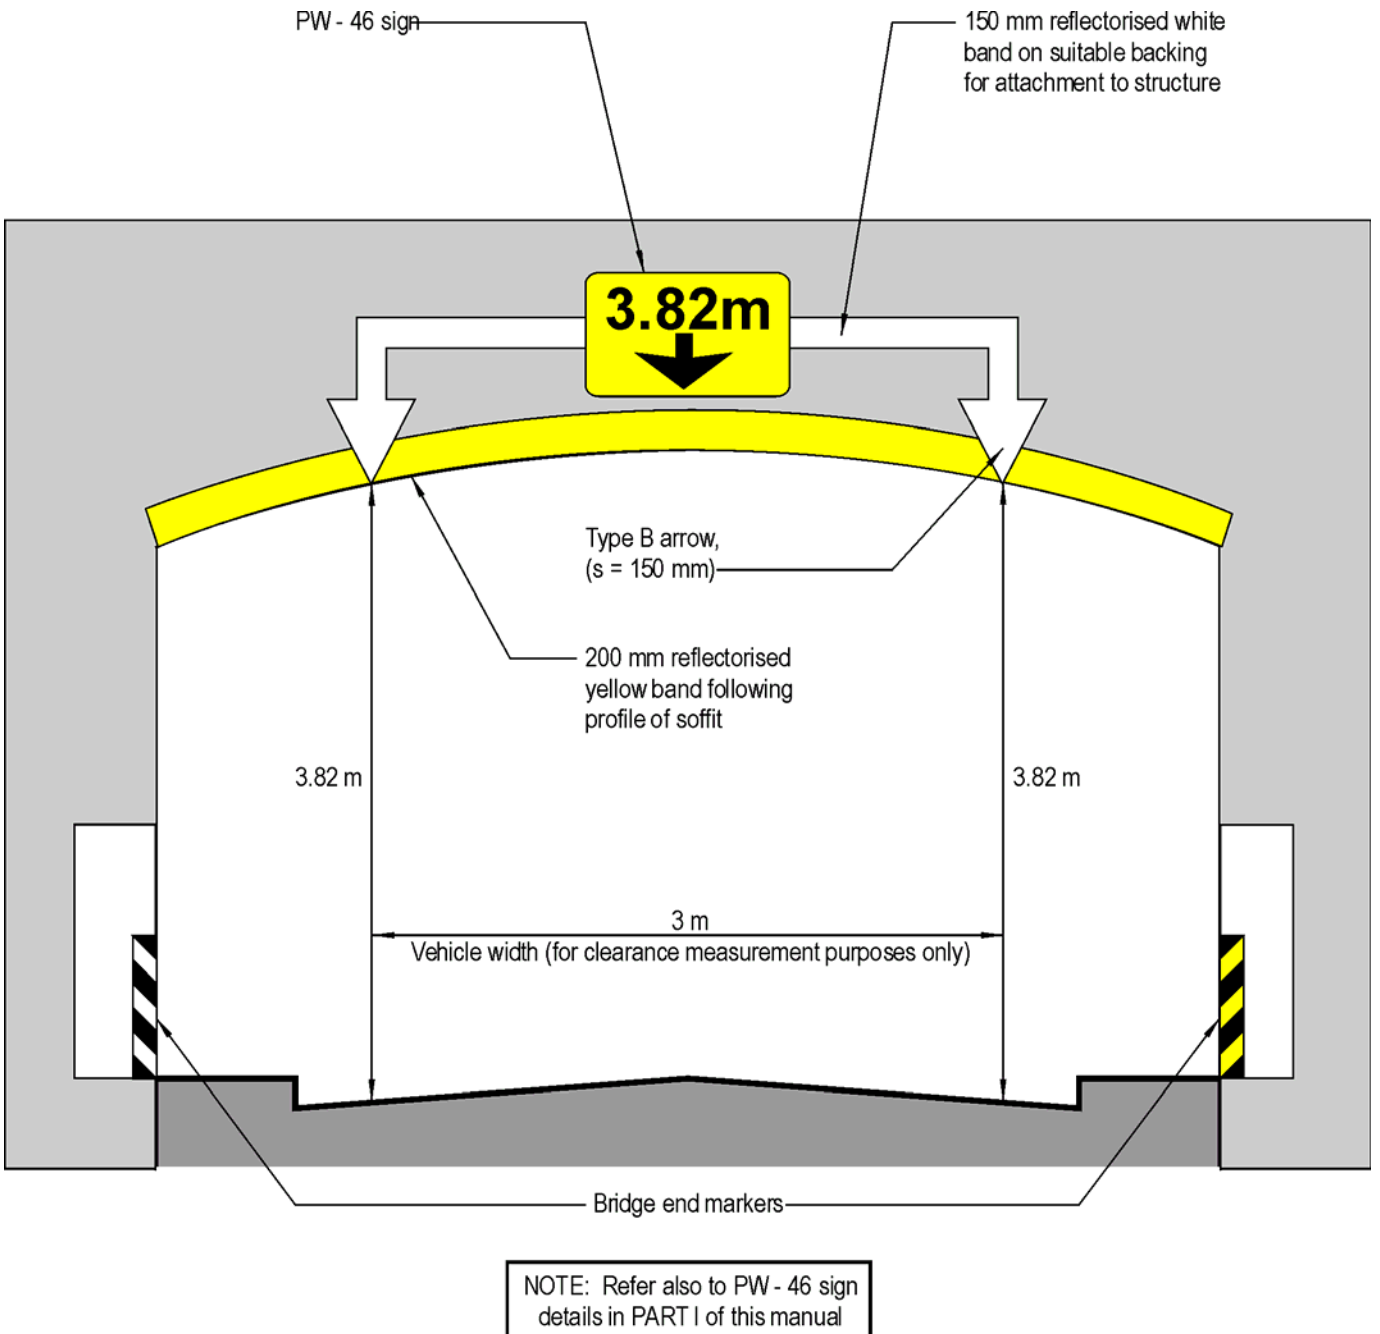 PW - 46 sign
150 mm reflectorised white
band on suitable backing
for attachment to structure
3.82m
Type B arrow,
(s = 150 mm)
200 mm reflectorised
yellow band following
profile of soffit
3.82 m
3.82 m
3 m
Vehicle width (for clearance measurement purposes only)
Bridge end markers
NOTE: Refer also to PW - 46 sign
details in PART I of this manual